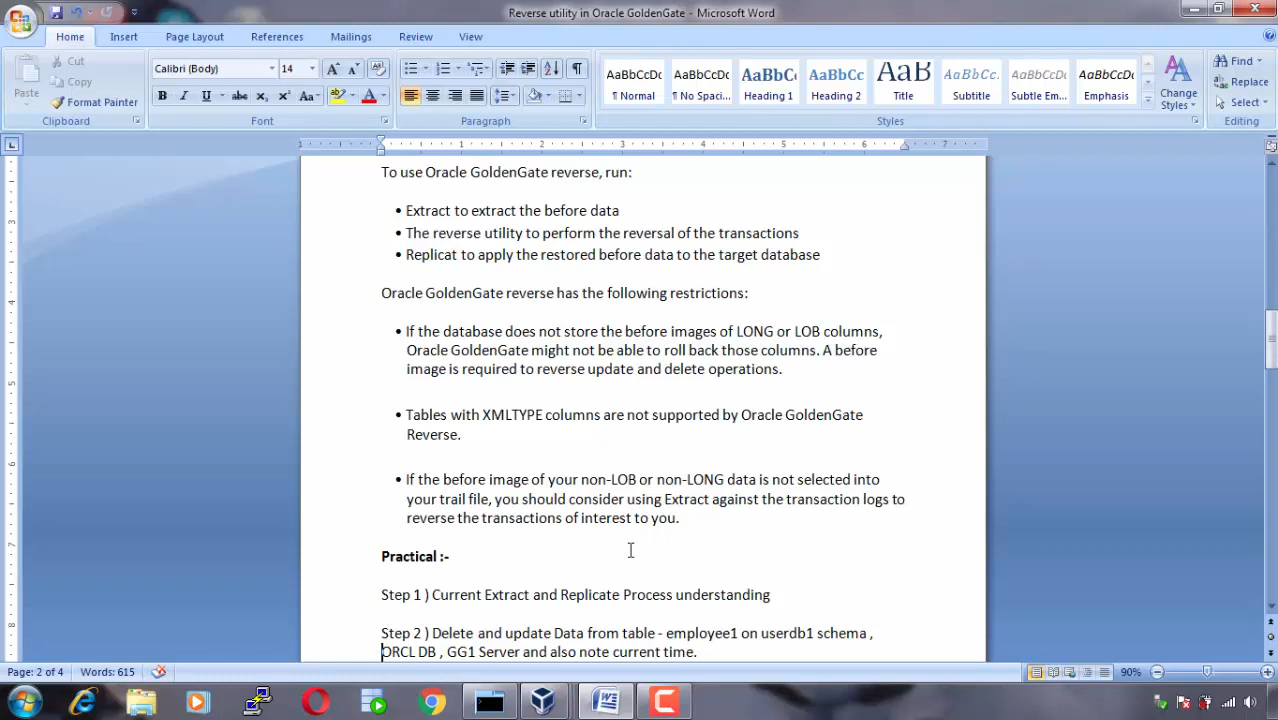 Reverse utility in Oracle GoldenGate - Microsoft Word
Home Insert Page Layout References Mailings Review View
Paste
Cut
Copy
Format Painter
Clipboard
Calibri (Body) 14
Font
Paragraph
AaBbCcDc AaBbCcDc AaBbC AaBbCc AaB AaBbCc. AaBbCcDc AaBbCcDc
¶ Normal ¶ No Spaci... Heading 1 Heading 2 Title Subtitle Subtle Em... Emphasis
Change Styles
Styles
Find
Replace
Select
Editing
1 1 2 3 4 5 6 7
To use Oracle GoldenGate reverse, run:
• Extract to extract the before data
• The reverse utility to perform the reversal of the transactions
• Replicat to apply the restored before data to the target database
Oracle GoldenGate reverse has the following restrictions:
• If the database does not store the before images of LONG or LOB columns,
Oracle GoldenGate might not be able to roll back those columns. A before
image is required to reverse update and delete operations.
• Tables with XMLTYPE columns are not supported by Oracle GoldenGate
Reverse.
• If the before image of your non-LOB or non-LONG data is not selected into
your trail file, you should consider using Extract against the transaction logs to
reverse the transactions of interest to you.
Practical :-
Step 1 ) Current Extract and Replicate Process understanding
Step 2 ) Delete and update Data from table - employee1 on userdb1 schema ,
ORCL DB , GG1 Server and also note current time.
Page: 2 of 4 Words: 615 90%